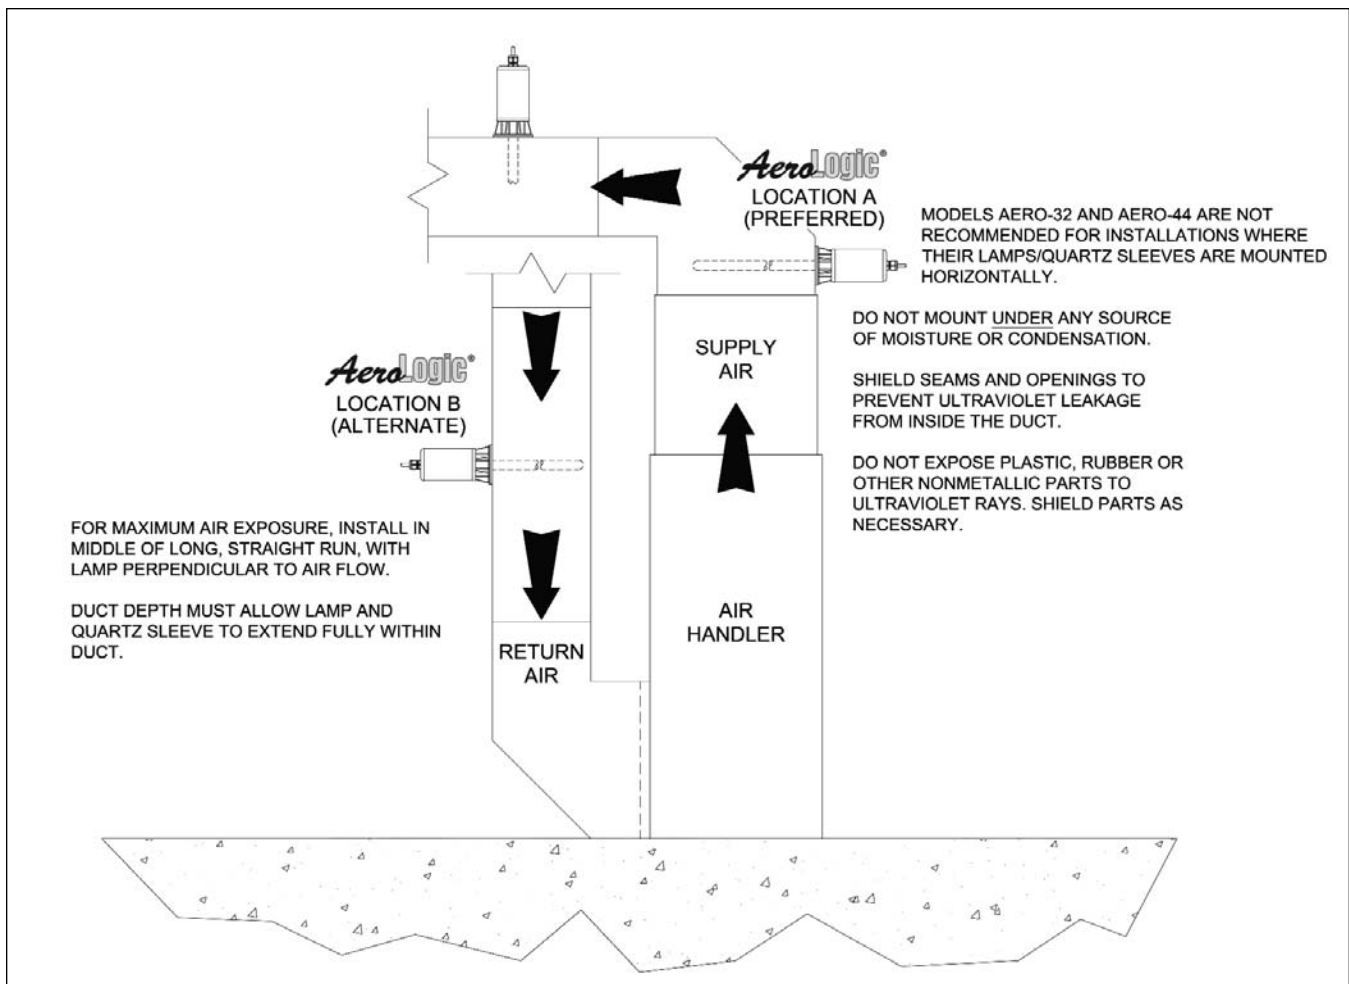 AeroLogic®
LOCATION A
(PREFERRED)
MODELS AERO-32 AND AERO-44 ARE NOT
RECOMMENDED FOR INSTALLATIONS WHERE
THEIR LAMPS/QUARTZ SLEEVES ARE MOUNTED
HORIZONTALLY.
DO NOT MOUNT UNDER ANY SOURCE
OF MOISTURE OR CONDENSATION.
SHIELD SEAMS AND OPENINGS TO
PREVENT ULTRAVIOLET LEAKAGE
FROM INSIDE THE DUCT.
DO NOT EXPOSE PLASTIC, RUBBER OR
OTHER NONMETALLIC PARTS TO
ULTRAVIOLET RAYS. SHIELD PARTS AS
NECESSARY.
SUPPLY
AIR
AeroLogic®
LOCATION B
(ALTERNATE)
FOR MAXIMUM AIR EXPOSURE, INSTALL IN
MIDDLE OF LONG, STRAIGHT RUN, WITH
LAMP PERPENDICULAR TO AIR FLOW.
DUCT DEPTH MUST ALLOW LAMP AND
QUARTZ SLEEVE TO EXTEND FULLY WITHIN
DUCT.
RETURN
AIR
AIR
HANDLER